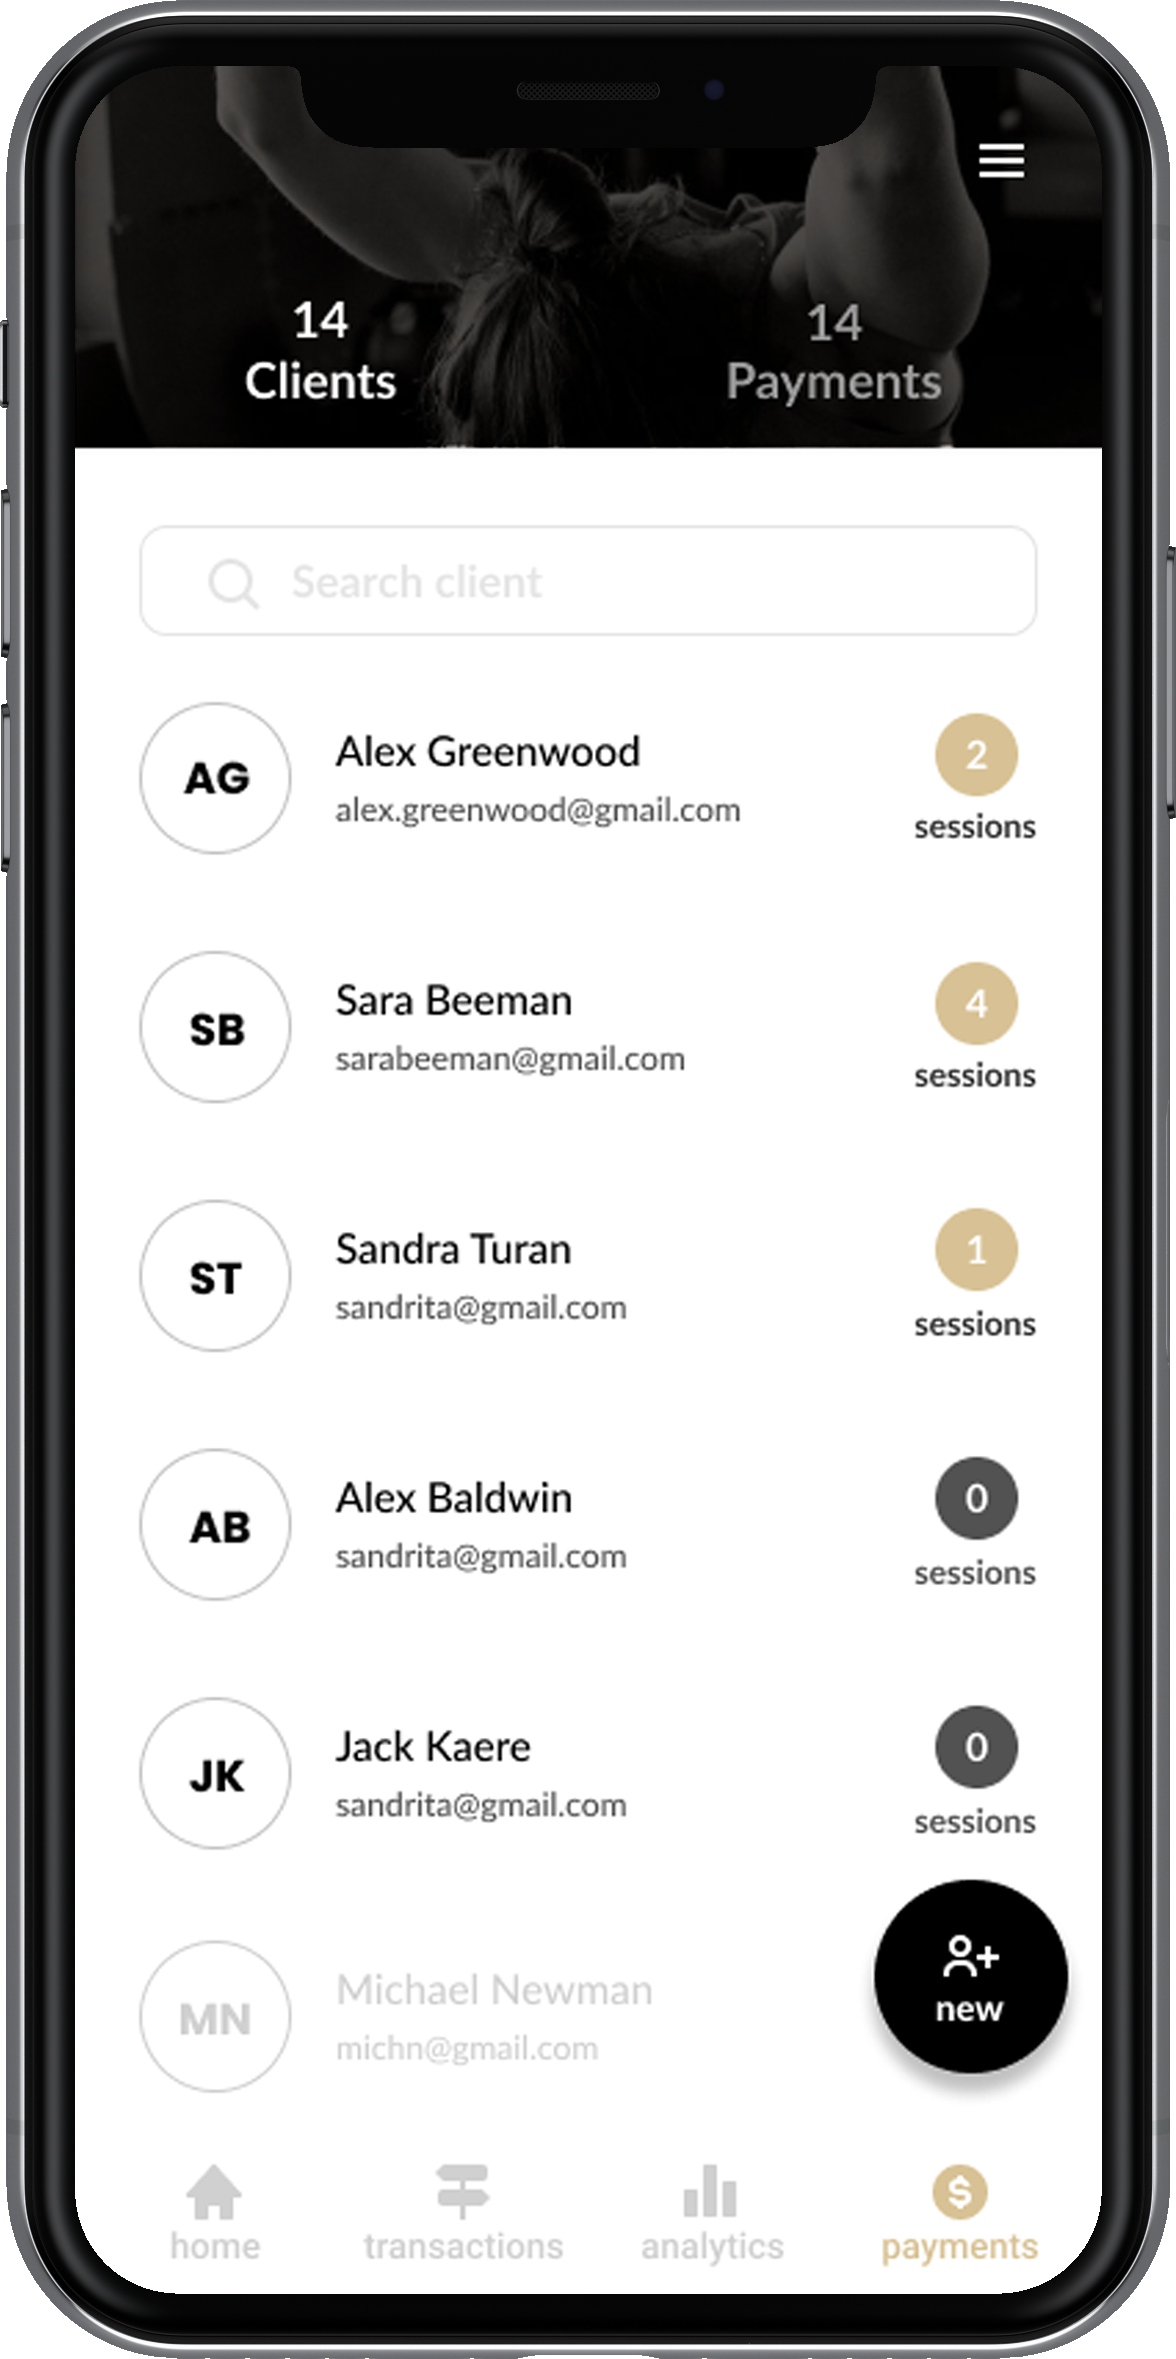 14
Clients
14
Payments
Search client
AG
Alex Greenwood
alex.greenwood@gmail.com
2
sessions
SB
Sara Beeman
sarabeeman@gmail.com
4
sessions
ST
Sandra Turan
sandrita@gmail.com
1
sessions
AB
Alex Baldwin
sandrita@gmail.com
0
sessions
JK
Jack Kaere
sandrita@gmail.com
0
sessions
MN
Michael Newman
michn@gmail.com
new
home
transactions
analytics
$
payments